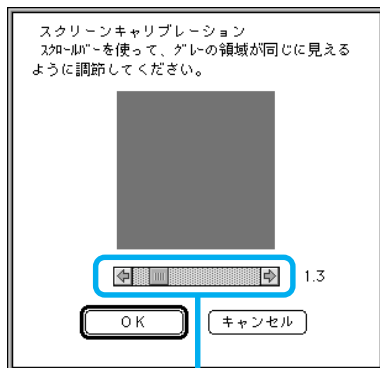 スクリーンキャリブレーション
ｽｸﾛｰﾙﾊﾞｰを使って、グレーの領域が同じに見える
ように調節してください。
1.3
OK
キャンセル